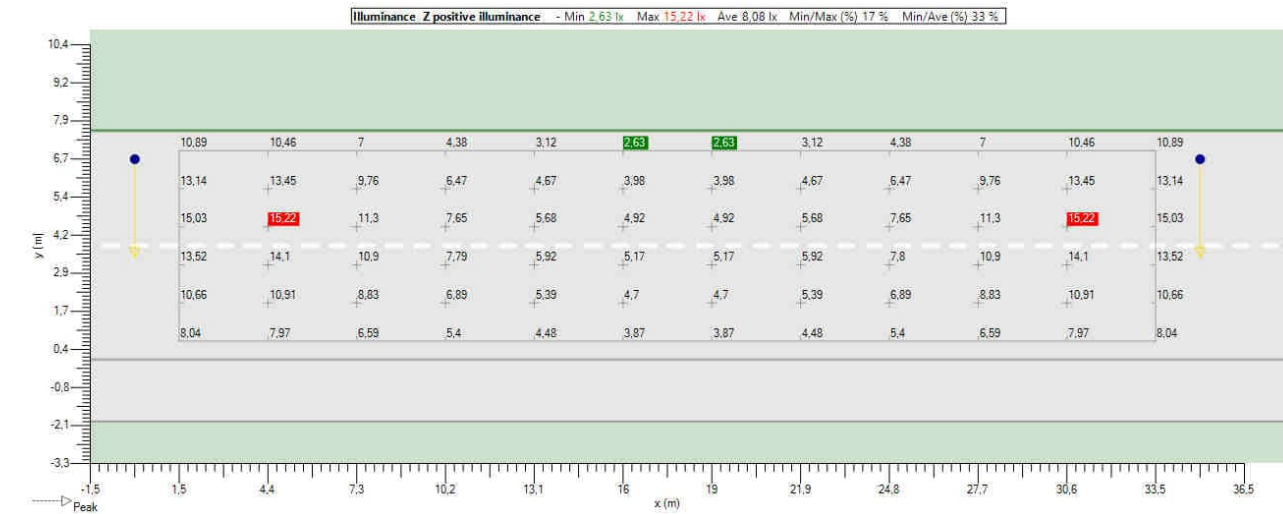 Illuminance Z positive illuminance - Min 2,63 lx Max 15,22 lx Ave 8,08 lx Min/Max (%) 17 % Min/Ave (%) 33 %
10,4
9,2
7,9
10,89 10,46 7 4,38 3,12 2,63 2,63 3,12 4,38 7 10,46 10,89
6,7
13,14 13,45 9,76 6,47 4,67 3,98 3,98 4,67 6,47 9,76 13,45 13,14
5,4
15,03 15,22 11,3 7,65 5,68 4,92 4,92 5,68 7,65 11,3 15,22 15,03
4,2
y (m)
13,52 14,1 10,9 7,79 5,92 5,17 5,17 5,92 7,8 10,9 14,1 13,52
2,9
10,66 10,91 8,83 6,89 5,39 4,7 4,7 5,39 6,89 8,83 10,91 10,66
1,7
8,04 7,97 6,59 5,4 4,48 3,87 3,87 4,48 5,4 6,59 7,97 8,04
0,4
-0,8
-2,1
-3,3
-1,5 1,5 4,4 7,3 10,2 13,1 16 19 21,9 24,8 27,7 30,6 33,5 36,5
Peak
x (m)